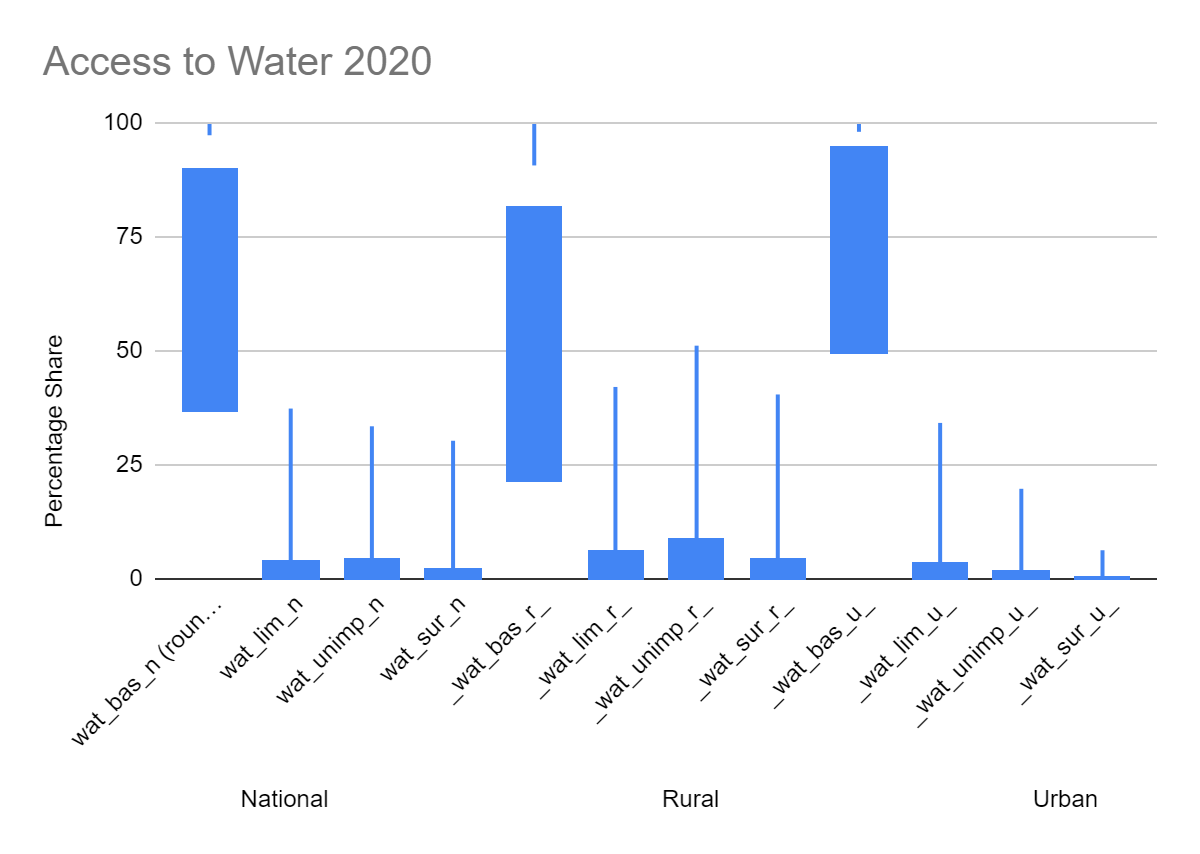 Access to Water 2020
Percentage Share
100
75
50
25
0
wat_bas_n (roun…
wat_lim_n
wat_unimp_n
wat_sur_n
_wat_bas_r_
_wat_lim_r_
_wat_unimp_r_
_wat_sur_r_
_wat_bas_u_
_wat_lim_u_
_wat_unimp_u_
_wat_sur_u_
National
Rural
Urban